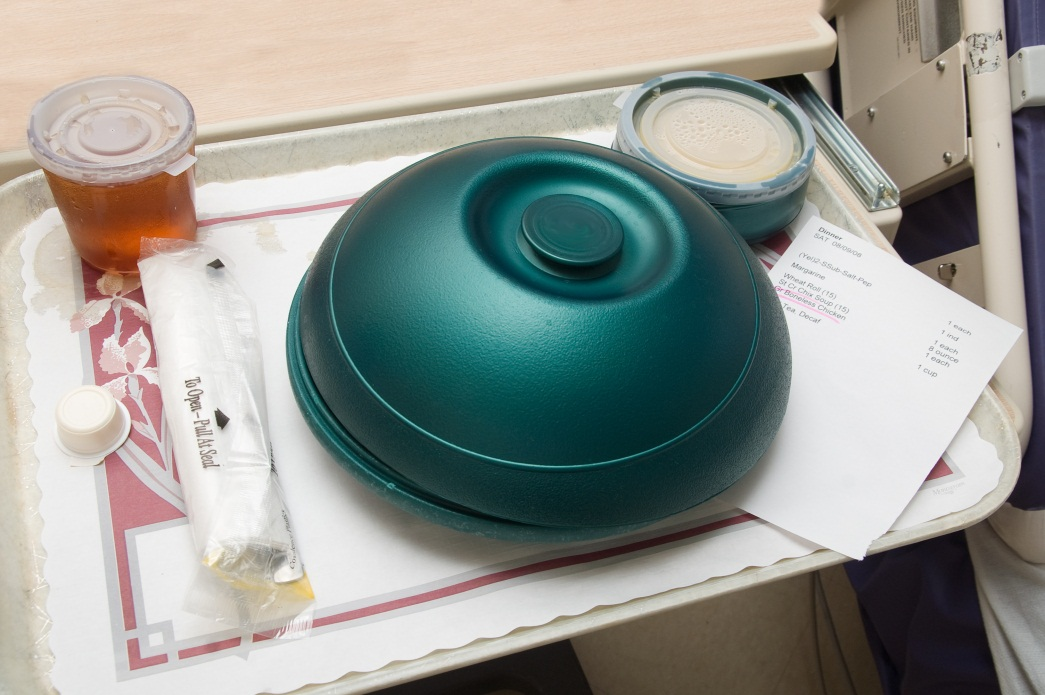 Dinner
SAT 08/09/08
(Yel)2-SSub-Salt-Pep 1 each
Margarine 1 ind
Wheat Roll (15) 1 each
St Cr Chix Soup (15) 8 ounce
Boneless Chicken 1 each
Tea, Decaf 1 cup
To Open-Pull At Seal